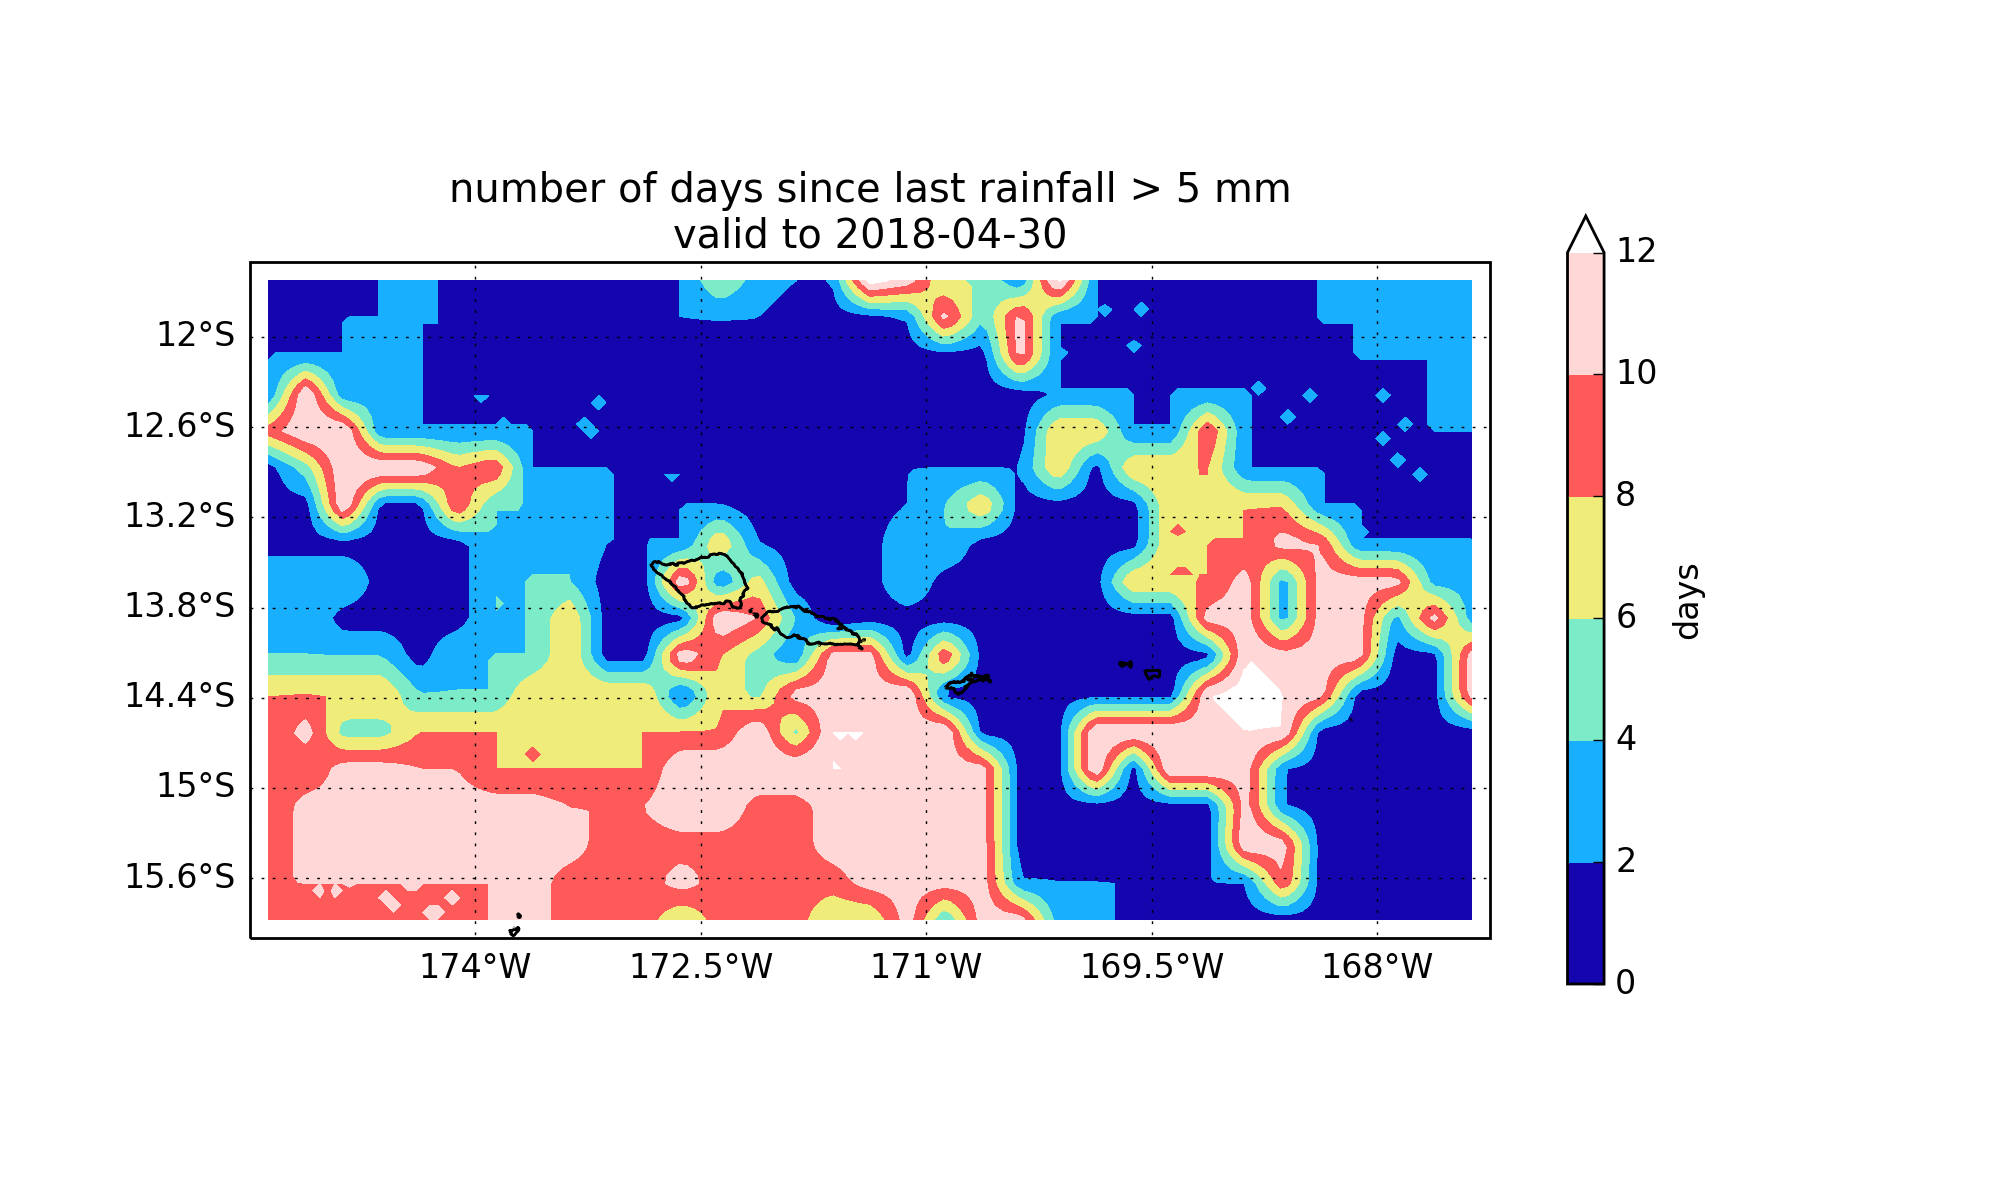 number of days since last rainfall > 5 mm
valid to 2018-04-30
12°S
12.6°S
13.2°S
13.8°S
14.4°S
15°S
15.6°S
174°W
172.5°W
171°W
169.5°W
168°W
12
10
8
6
4
2
0
days